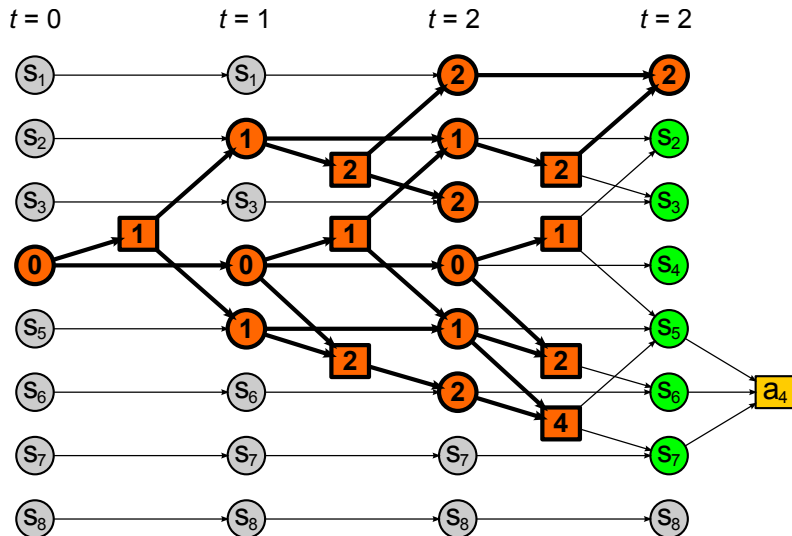 t = 0 t = 1 t = 2 t = 2
s1 s1 2 2
s2 1 1 s2
2 2
s3 s3 2 s3
1 1 1
0 0 0 s4
s5 1 1 s5
2 2
s6 s6 2 s6 a4
4
s7 s7 s7 s7
s8 s8 s8 s8